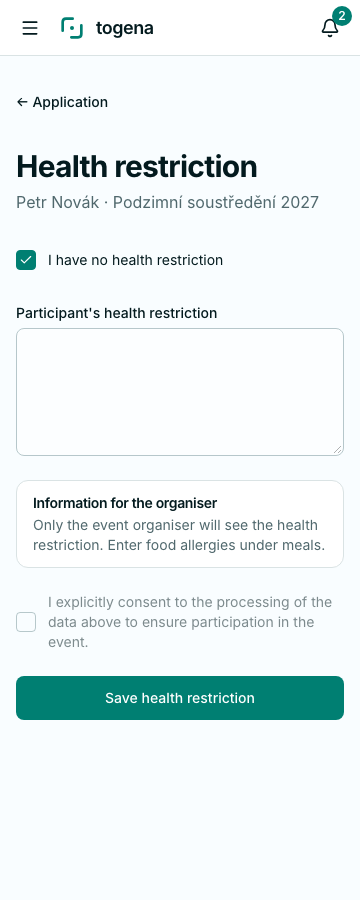 togena
2
← Application
Health restriction
Petr Novák · Podzimní soustředění 2027
I have no health restriction
Participant's health restriction
Information for the organiser
Only the event organiser will see the health
restriction. Enter food allergies under meals.
I explicitly consent to the processing of the
data above to ensure participation in the
event.
Save health restriction